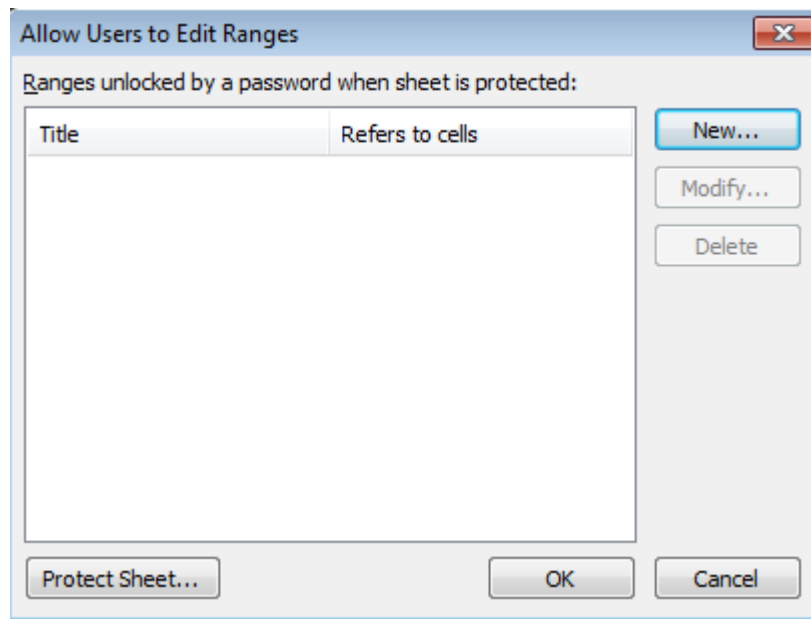 Allow Users to Edit Ranges
Ranges unlocked by a password when sheet is protected:
Title Refers to cells
New...
Modify...
Delete
Protect Sheet... OK Cancel